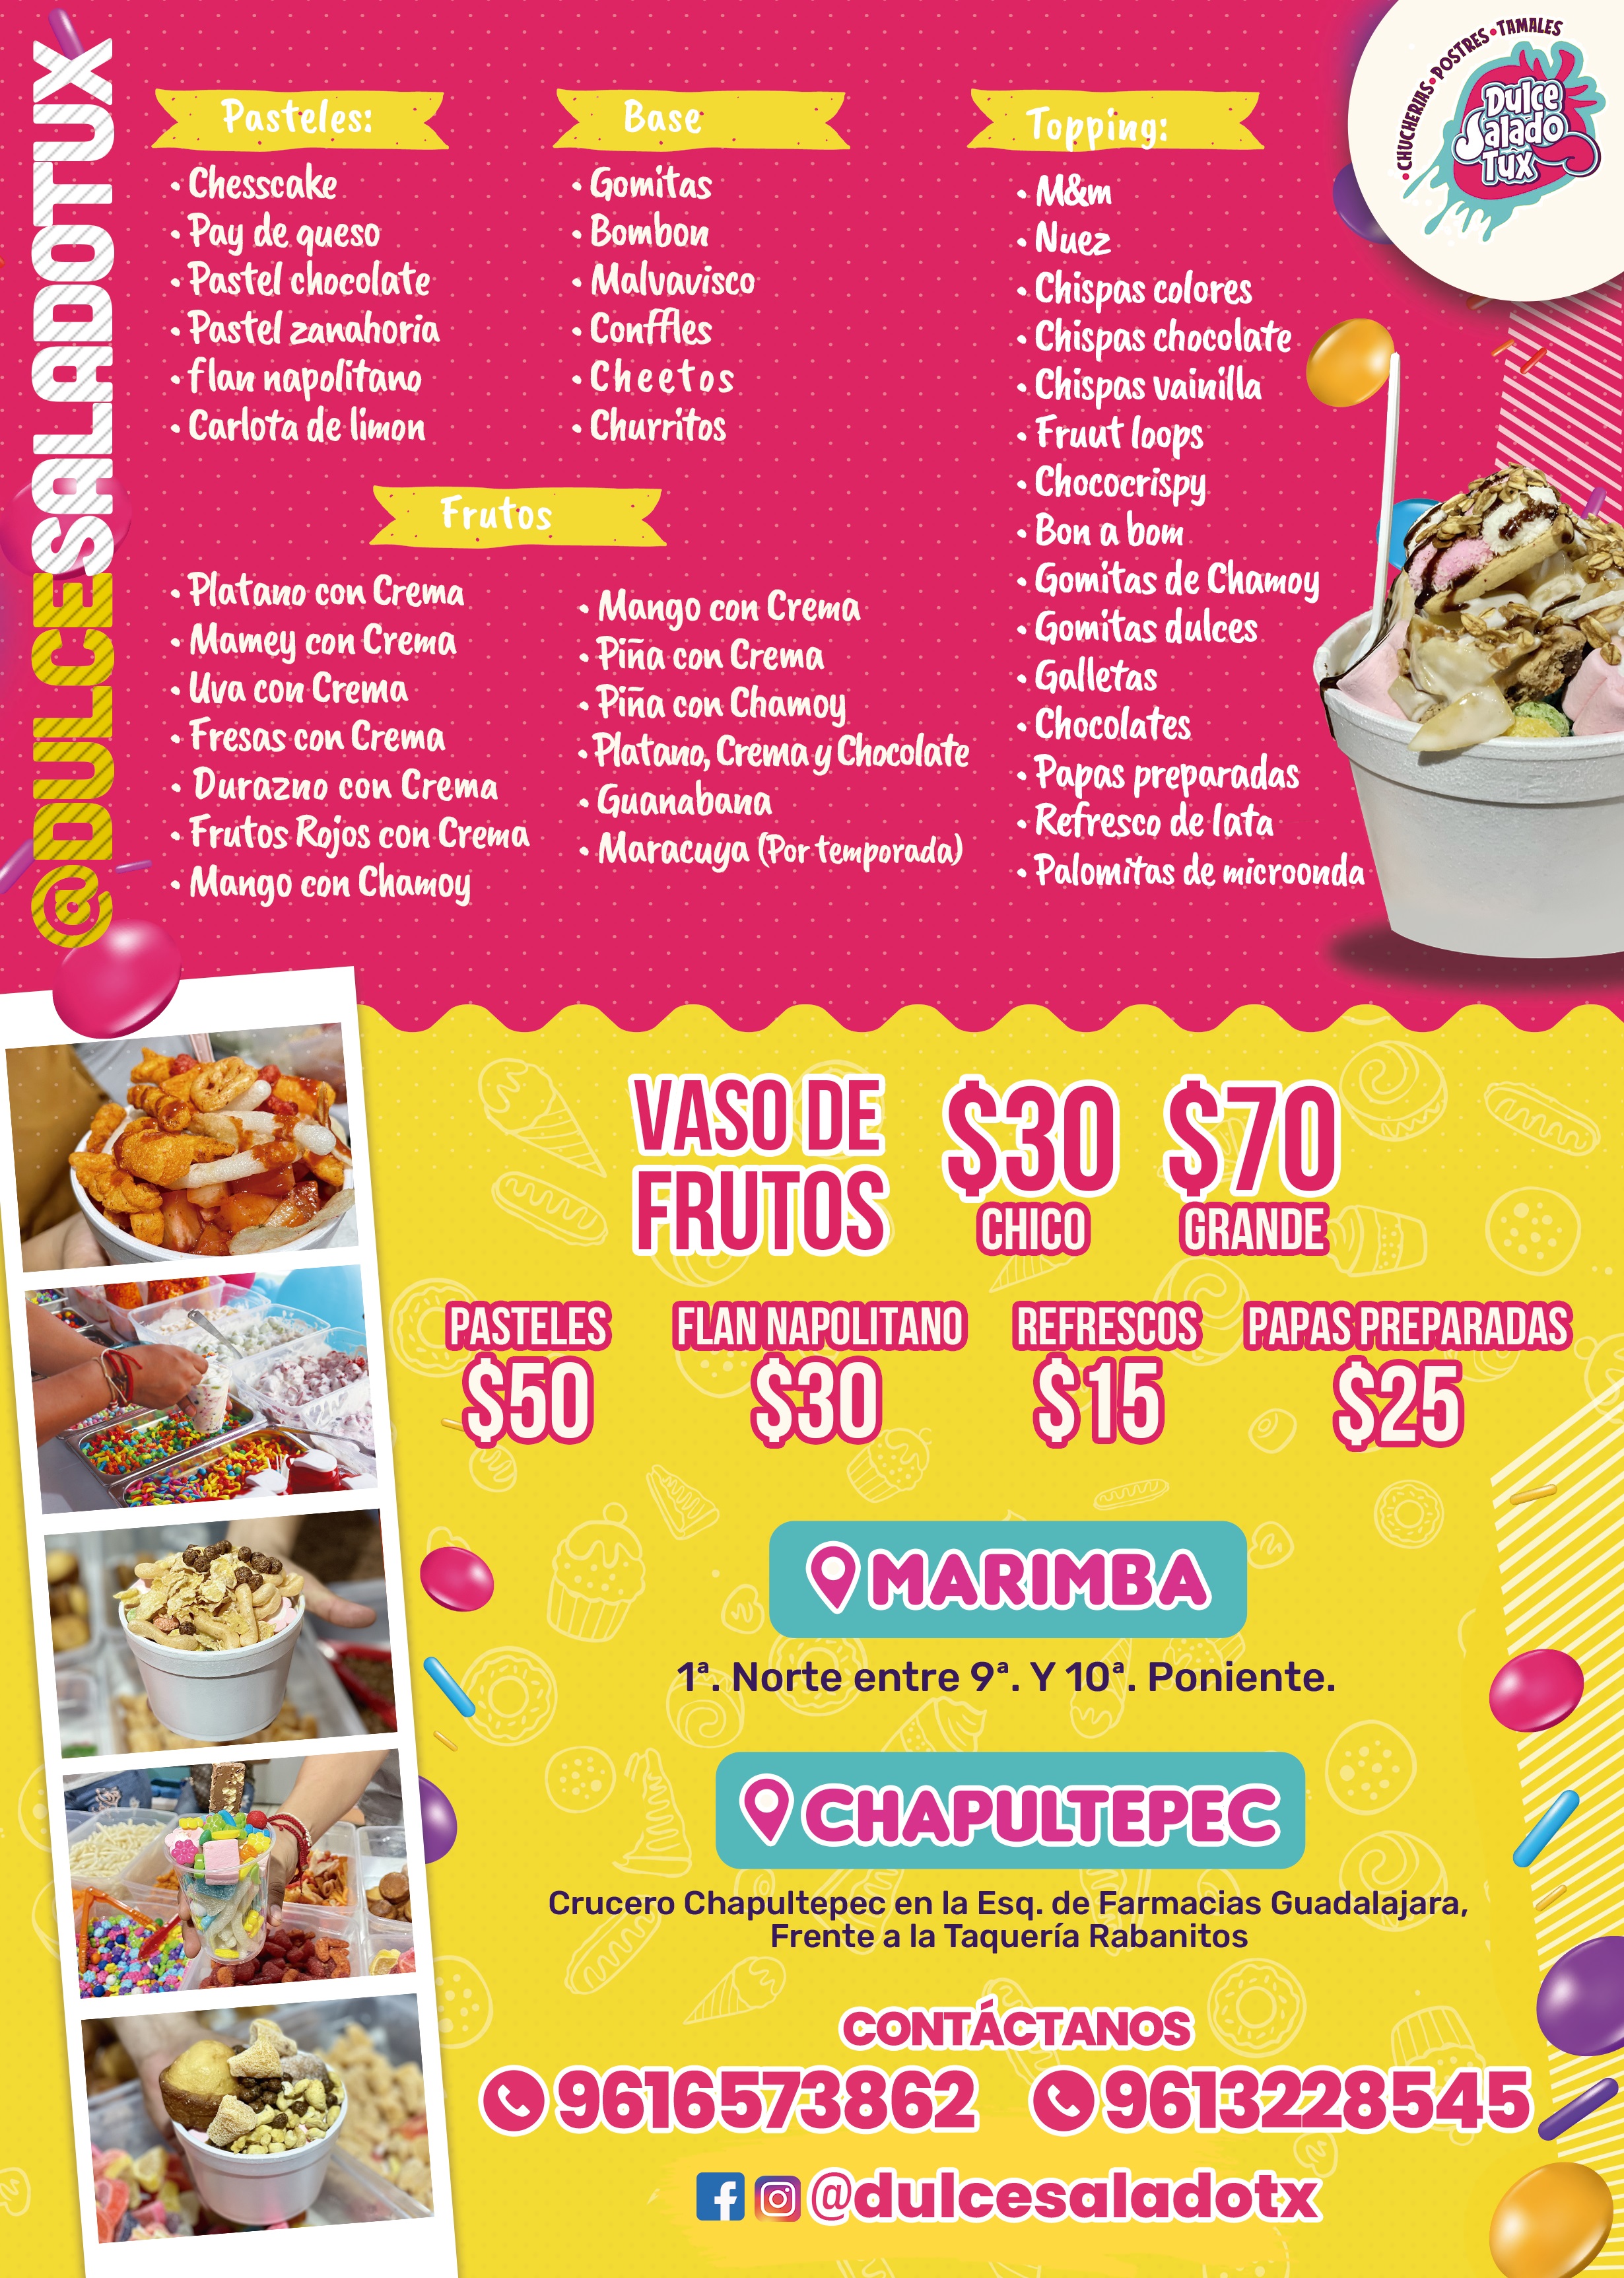 @DULCESALADOTUX
• CHUCHERIAS • POSTRES • TAMALES
Dulce
Salado
Tux
Pasteles:
• Chesscake
• Pay de queso
• Pastel chocolate
• Pastel zanahoria
• flan napolitano
• Carlota de limon
Base
• Gomitas
• Bombon
• Malvavisco
• Conffles
• Cheetos
• Churritos
Topping:
• M&m
• Nuez
• Chispas colores
• Chispas chocolate
• Chispas vainilla
• Fruut loops
• Chococrispy
• Bon a bom
• Gomitas de Chamoy
• Gomitas dulces
• Galletas
• Chocolates
• Papas preparadas
• Refresco de lata
• Palomitas de microonda
Frutos
• Platano con Crema
• Mamey con Crema
• Uva con Crema
• Fresas con Crema
• Durazno con Crema
• Frutos Rojos con Crema
• Mango con Chamoy
• Mango con Crema
• Piña con Crema
• Piña con Chamoy
• Platano, Crema y Chocolate
• Guanabana
• Maracuya (Por temporada)
VASO DE
FRUTOS
$30
CHICO
$70
GRANDE
PASTELES
$50
FLAN NAPOLITANO
$30
REFRESCOS
$15
PAPAS PREPARADAS
$25
MARIMBA
1ª. Norte entre 9ª. Y 10ª. Poniente.
CHAPULTEPEC
Crucero Chapultepec en la Esq. de Farmacias Guadalajara,
Frente a la Taquería Rabanitos
CONTÁCTANOS
9616573862 9613228545
@dulcesaladotx